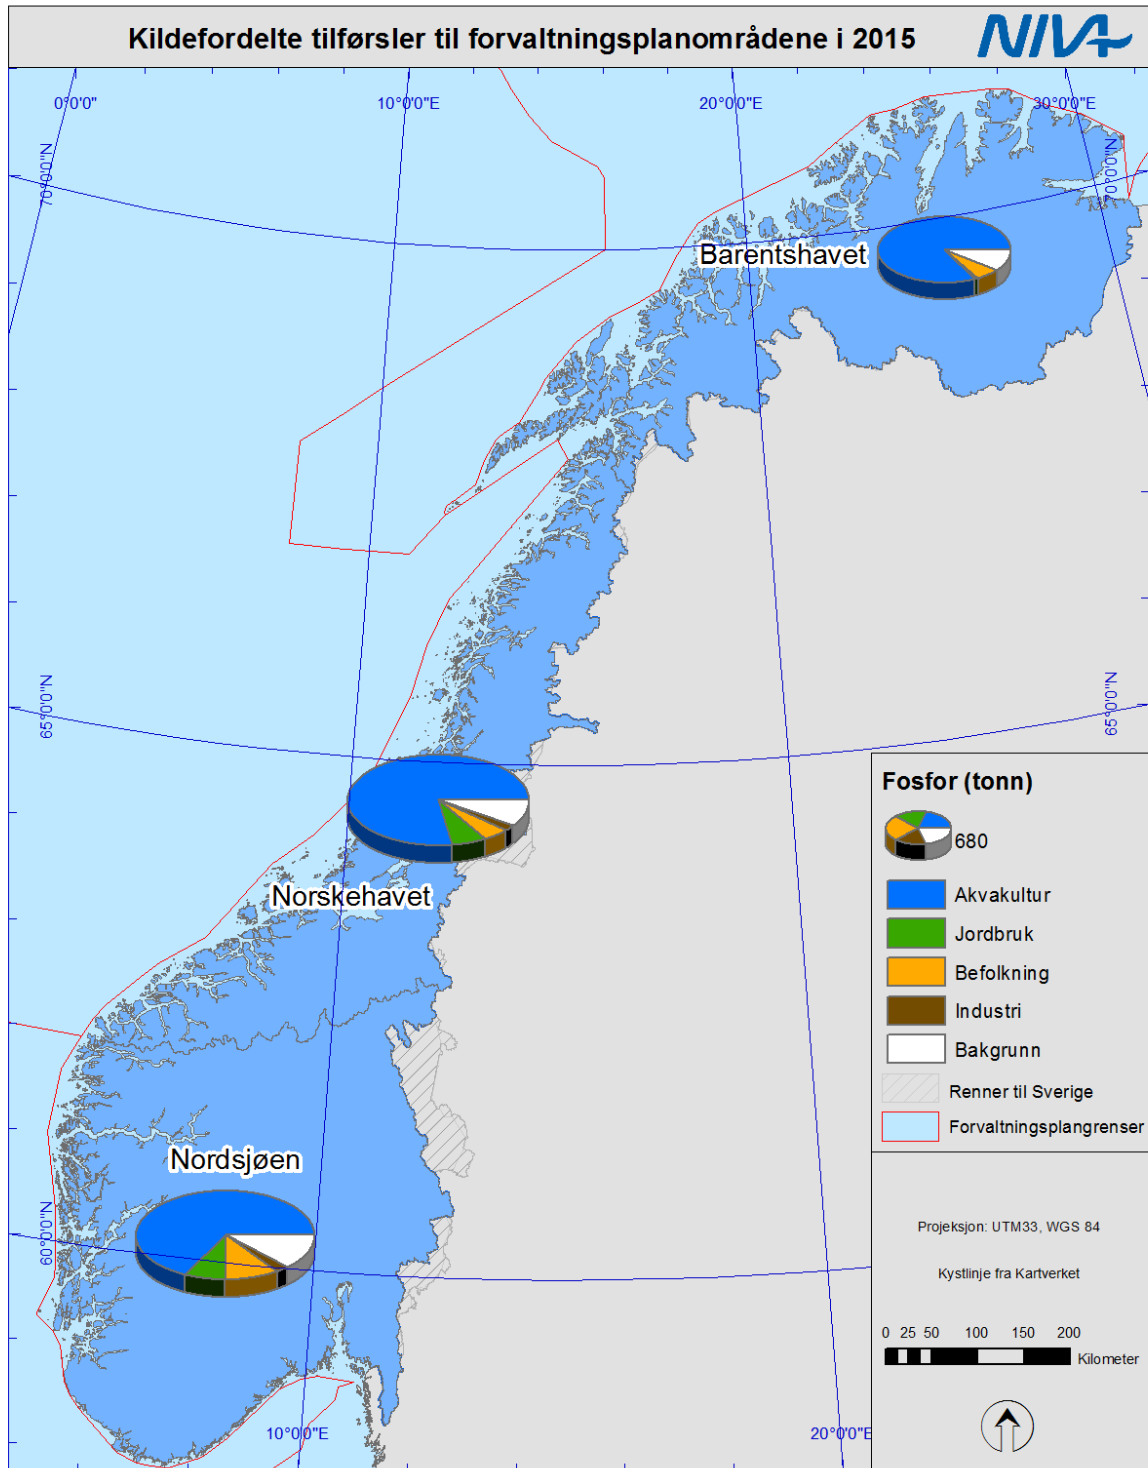 Kildefordelte tilførsler til forvaltningsplanområdene i 2015
NIVA
0°0'0"
10°0'0"E
20°0'0"E
30°0'0"E
70°0'0"N
70°0'0"N
Barentshavet
65°0'0"N
65°0'0"N
Norskehavet
Nordsjøen
60°0'0"N
10°0'0"E
20°0'0"E
Fosfor (tonn)
680
Akvakultur
Jordbruk
Befolkning
Industri
Bakgrunn
Renner til Sverige
Forvaltningsplangrenser
Projeksjon: UTM33, WGS 84
Kystlinje fra Kartverket
0 25 50 100 150 200
Kilometer